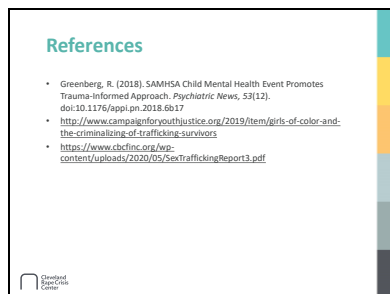 References
• Greenberg, R. (2018). SAMHSA Child Mental Health Event Promotes
Trauma-Informed Approach. Psychiatric News, 53(12).
doi:10.1176/appi.pn.2018.6b17
• http://www.campaignforyouthjustice.org/2019/item/girls-of-color-and-
the-criminalizing-of-trafficking-survivors
• https://www.cbcfinc.org/wp-
content/uploads/2020/05/SexTraffickingReport3.pdf
Cleveland
Rape Crisis
Center